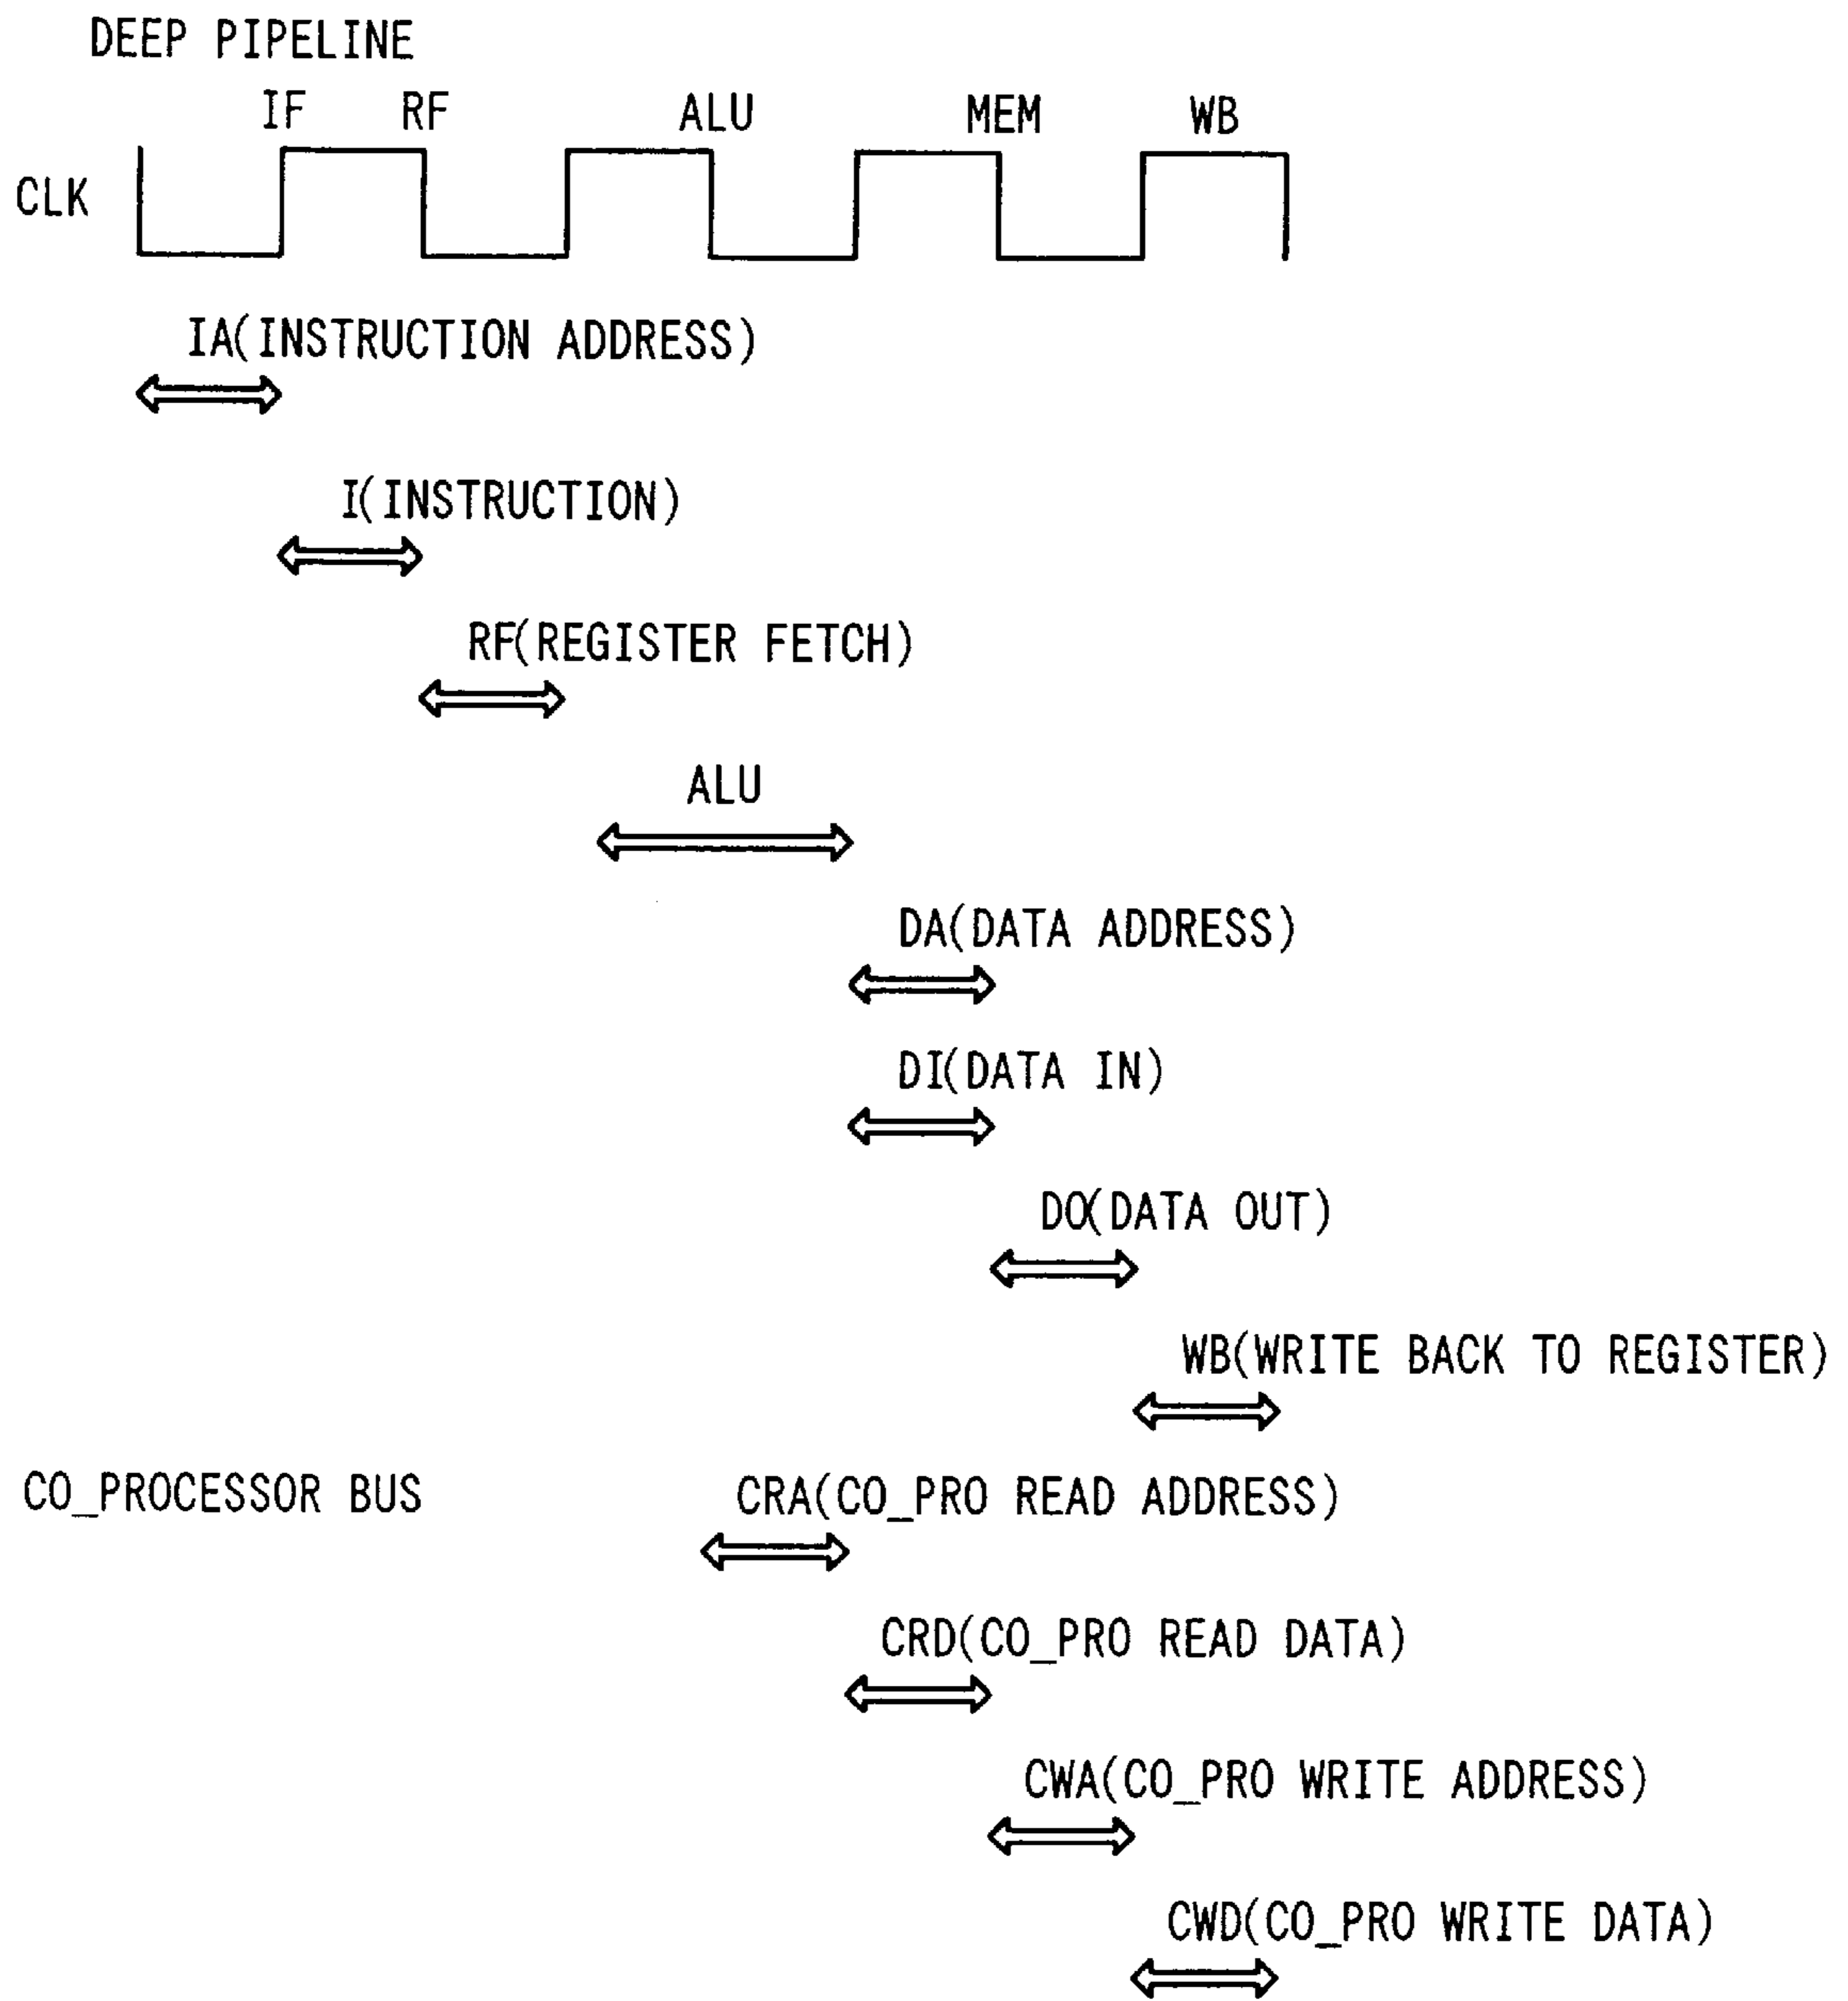 DEEP PIPELINE
IF RF ALU MEM WB
CLK
IA(INSTRUCTION ADDRESS)
I(INSTRUCTION)
RF(REGISTER FETCH)
ALU
DA(DATA ADDRESS)
DI(DATA IN)
DO(DATA OUT)
WB(WRITE BACK TO REGISTER)
CO_PROCESSOR BUS CRA(CO_PRO READ ADDRESS)
CRD(CO_PRO READ DATA)
CWA(CO_PRO WRITE ADDRESS)
CWD(CO_PRO WRITE DATA)